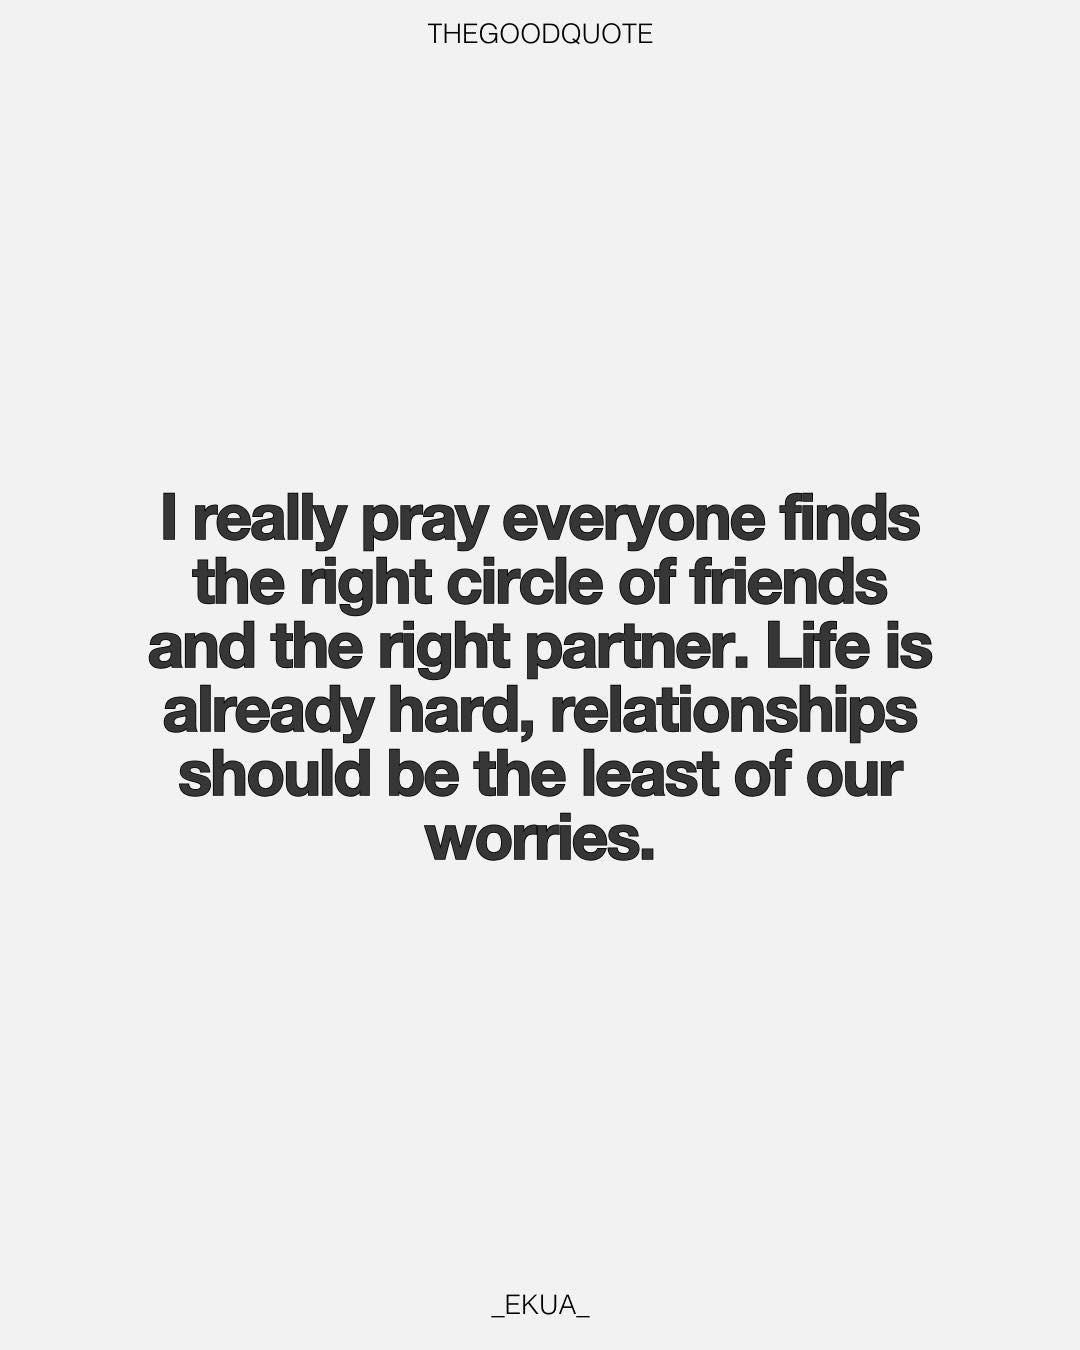 THEGOODQUOTE
I really pray everyone finds
the right circle of friends
and the right partner. Life is
already hard, relationships
should be the least of our
worries.
_EKUA_